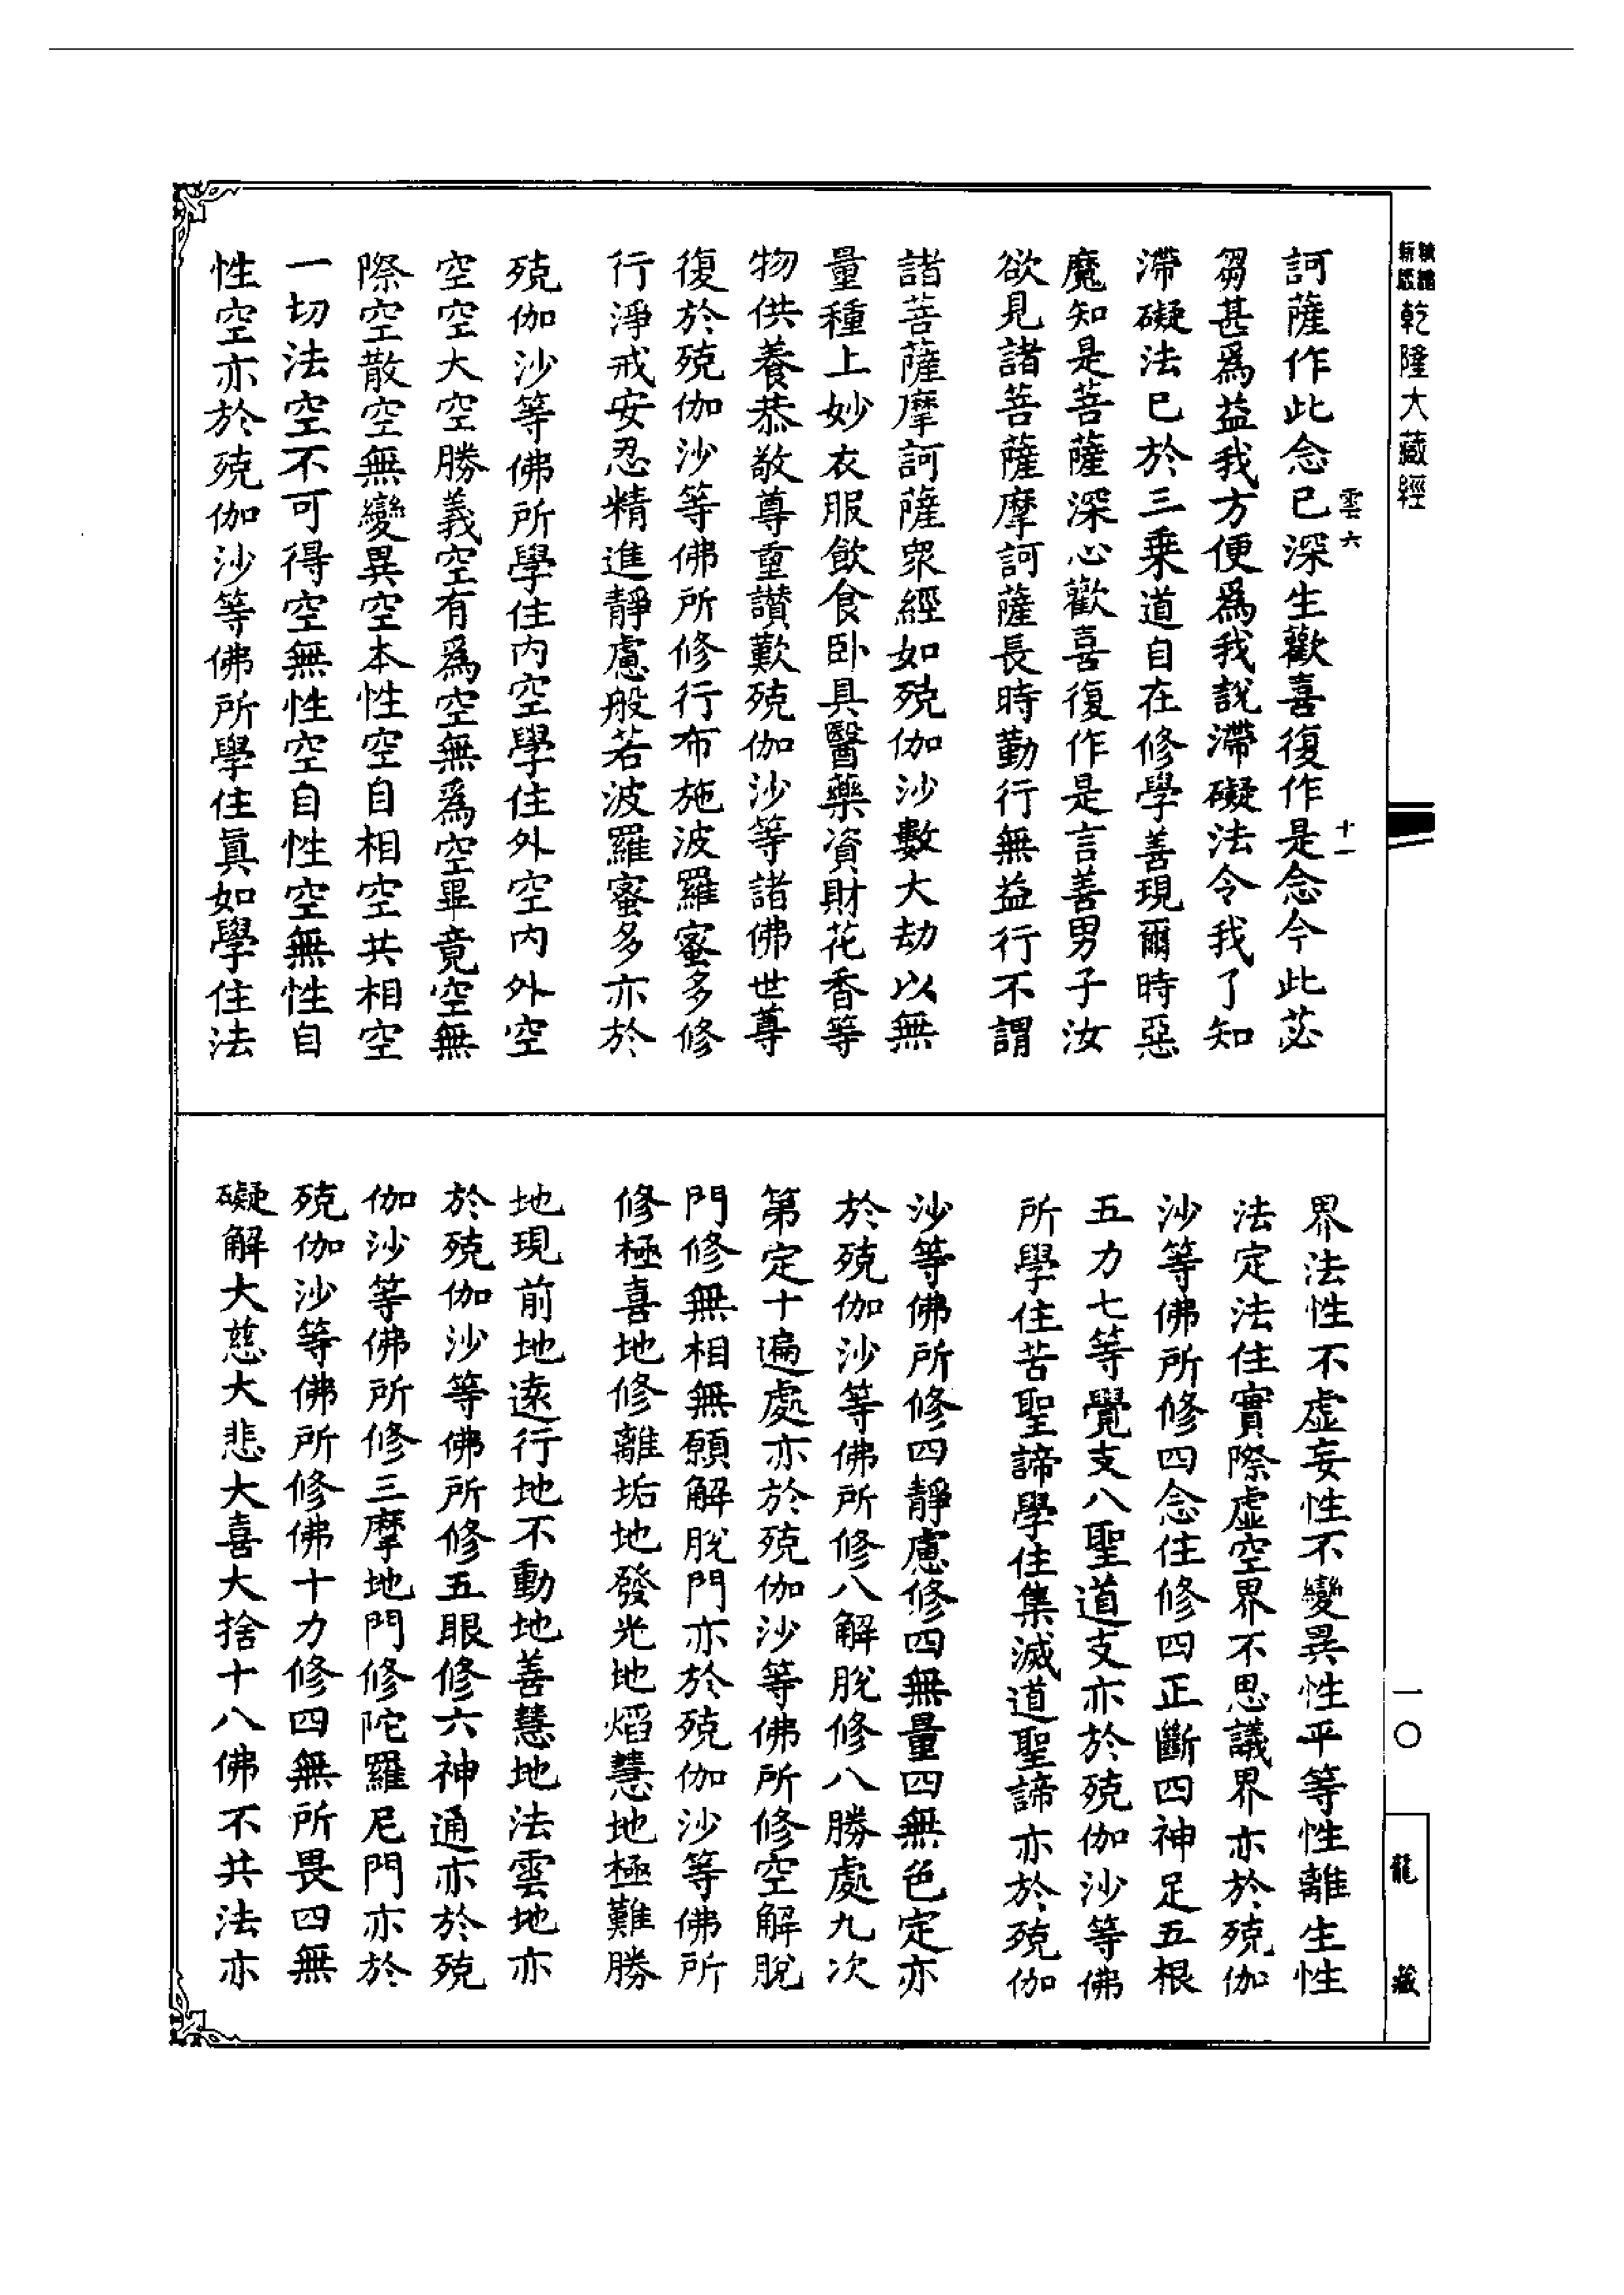 乾隆大藏經
雲六
十一
訶薩作此念已深生歡喜復作是念今此苾
芻甚爲益我方便爲我說滯礙法令我了知
滯礙法已於三乗道自在修學善現爾時惡
魔知是菩薩深心歡喜復作是言善男子汝
欲見諸菩薩摩訶薩長時勤行無益行不謂
諸菩薩摩訶薩衆經如殑伽沙數大劫以無
量種上妙衣服飲食卧具醫藥資財花香等
物供養恭敬尊重讃歎殑伽沙等諸佛世尊
復於殑伽沙等佛所修行布施波羅蜜多修
行淨戒安忍精進靜慮般若波羅蜜多亦於
殑伽沙等佛所學住内空學住外空内外空
空空大空勝義空有爲空無爲空畢竟空無
際空散空無變異空本性空自相空共相空
一切法空不可得空無性空自性空無性自
性空亦於殑伽沙等佛所學住眞如學住法
界法性不虛妄性不變異性平等性離生性
法定法住實際虛空界不思議界亦於殑伽
沙等佛所修四念住修四正斷四神足五根
五力七等覺支八聖道支亦於殑伽沙等佛
所學住苦聖諦學住集滅道聖諦亦於殑伽
沙等佛所修四靜慮修四無量四無色定亦
於殑伽沙等佛所修八解脫修八勝處九次
第定十遍處亦於殑伽沙等佛所修空解脫
門修無相無願解脫門亦於殑伽沙等佛所
修極喜地修離垢地發光地焰慧地極難勝
地現前地遠行地不動地善慧地法雲地亦
於殑伽沙等佛所修五眼修六神通亦於殑
伽沙等佛所修三摩地門修陀羅尼門亦於
殑伽沙等佛所修佛十力修四無所畏四無
礙解大慈大悲大喜大捨十八佛不共法亦
一〇
龍藏